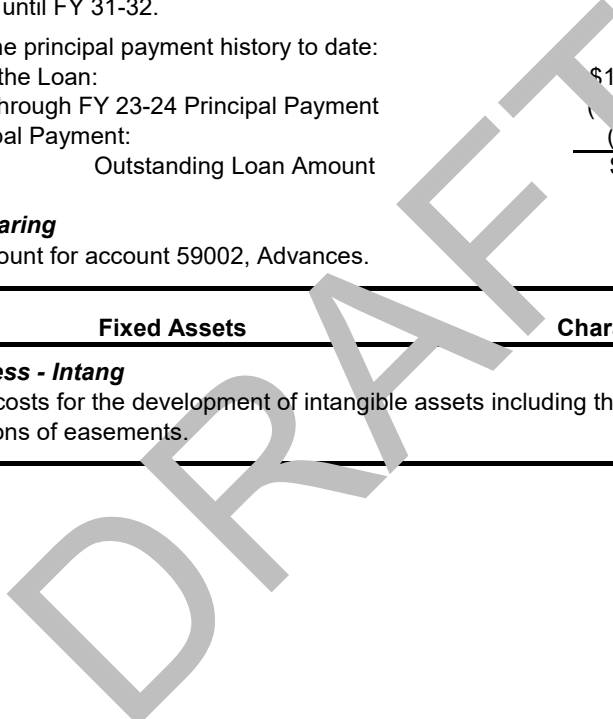 until FY 31-32.
ne principal payment history to date:
the Loan: $1
hrough FY 23-24 Principal Payment (
pal Payment: (
Outstanding Loan Amount $
aring
ount for account 59002, Advances.
Fixed Assets Char
ess - Intang
costs for the development of intangible assets including th
ons of easements.
DRAFT